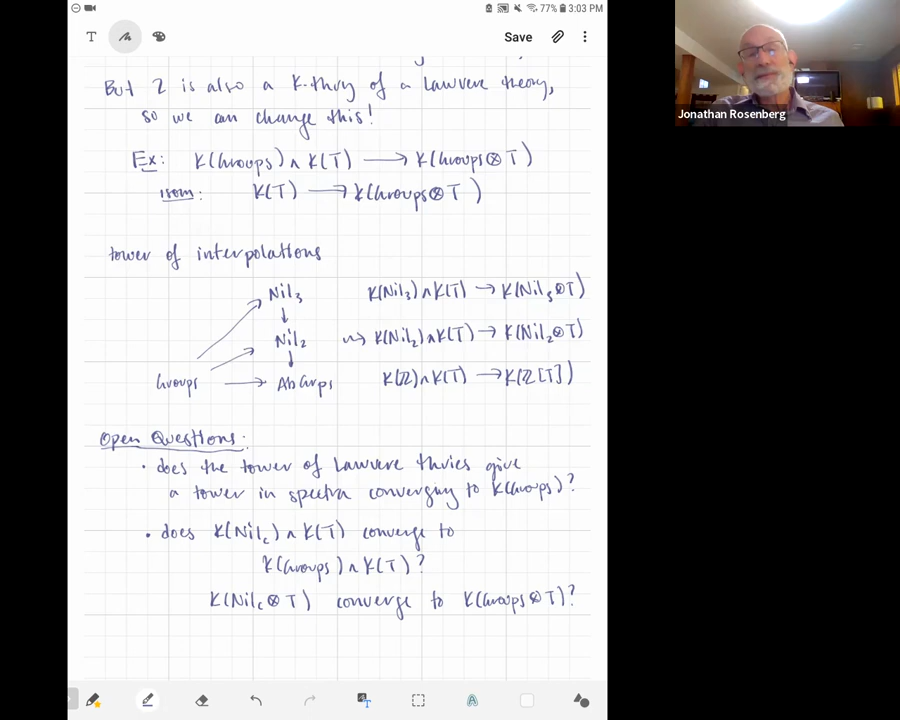 77% 3:03 PM
T Save
But Z is also a K-thry of a Lawvere theory,
so we can change this!
Ex: K(Groups) ∧ K(T) → K(Groups⊗T)
isom: K(T) → K(Groups⊗T)
tower of interpolations
Nil₃ K(Nil₃)∧K(T) → K(Nil₃⊗T)
↓
Nil₂ ⇝ K(Nil₂)∧K(T) → K(Nil₂⊗T)
↓
Groups → AbGrps K(ℤ)∧K(T) → K(ℤ[T])
Open Questions:
· does the tower of Lawvere thries give
a tower in spectra converging to K(Groups)?
· does K(Nil_c) ∧ K(T) converge to
K(Groups) ∧ K(T)?
K(Nil_c⊗T) converge to K(Groups⊗T)?
Jonathan Rosenberg